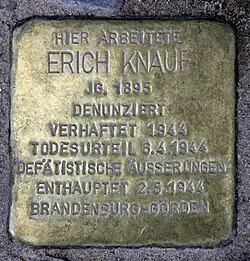 HIER ARBEITETE
ERICH KNAUF
JG. 1895
DENUNZIERT
VERHAFTET 1944
TODESURTEIL 6.4.1944
DEFÄTISTISCHE ÄUSSERUNGEN
ENTHAUPTET 2.5.1944
BRANDENBURG-GÖRDEN